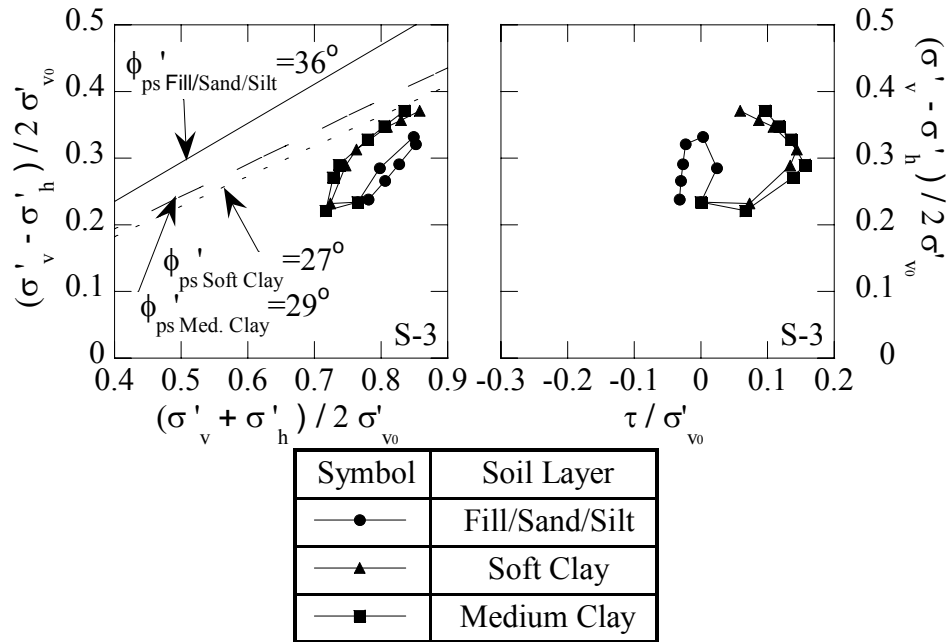 0.5
0.4
0.3
0.2
0.1
0
(σ'v - σ'h) / 2 σ'v0
ϕps' Fill/Sand/Silt =36°
ϕps' Soft Clay =27°
ϕps' Med. Clay =29°
S-3
0.4 0.5 0.6 0.7 0.8 0.9
(σ'v + σ'h) / 2 σ'v0
S-3
-0.3 -0.2 -0.1 0 0.1 0.2
τ / σ'v0
0.5
0.4
0.3
0.2
0.1
0
(σ'v - σ'h) / 2 σ'v0
Symbol Soil Layer
Fill/Sand/Silt
Soft Clay
Medium Clay